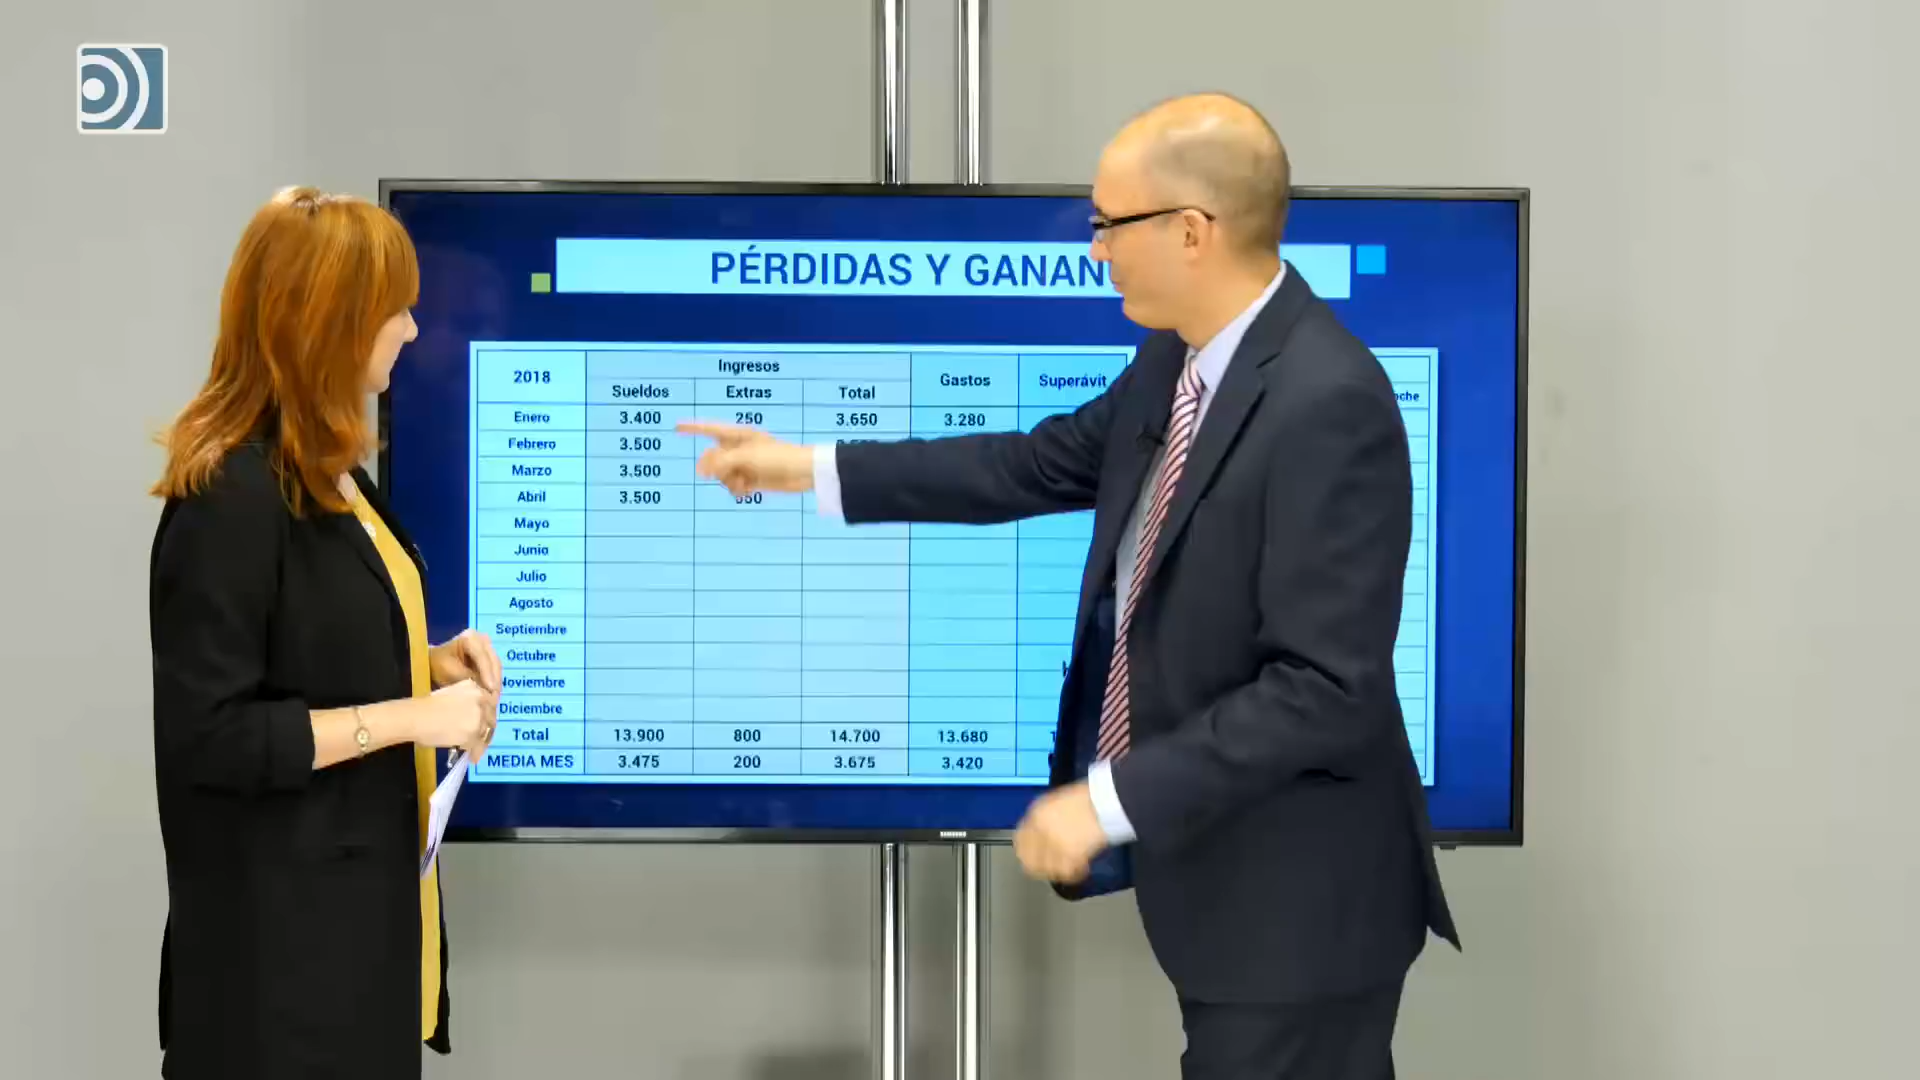 PÉRDIDAS Y GANAN
2018 Ingresos Gastos Superávit
Sueldos Extras Total
Enero 3.400 250 3.650 3.280
Febrero 3.500
Marzo 3.500
Abril 3.500
Mayo
Junio
Julio
Agosto
Septiembre
Octubre
Noviembre
Diciembre
Total 13.900 800 14.700 13.680
MEDIA MES 3.475 200 3.675 3.420
SAMSUNG